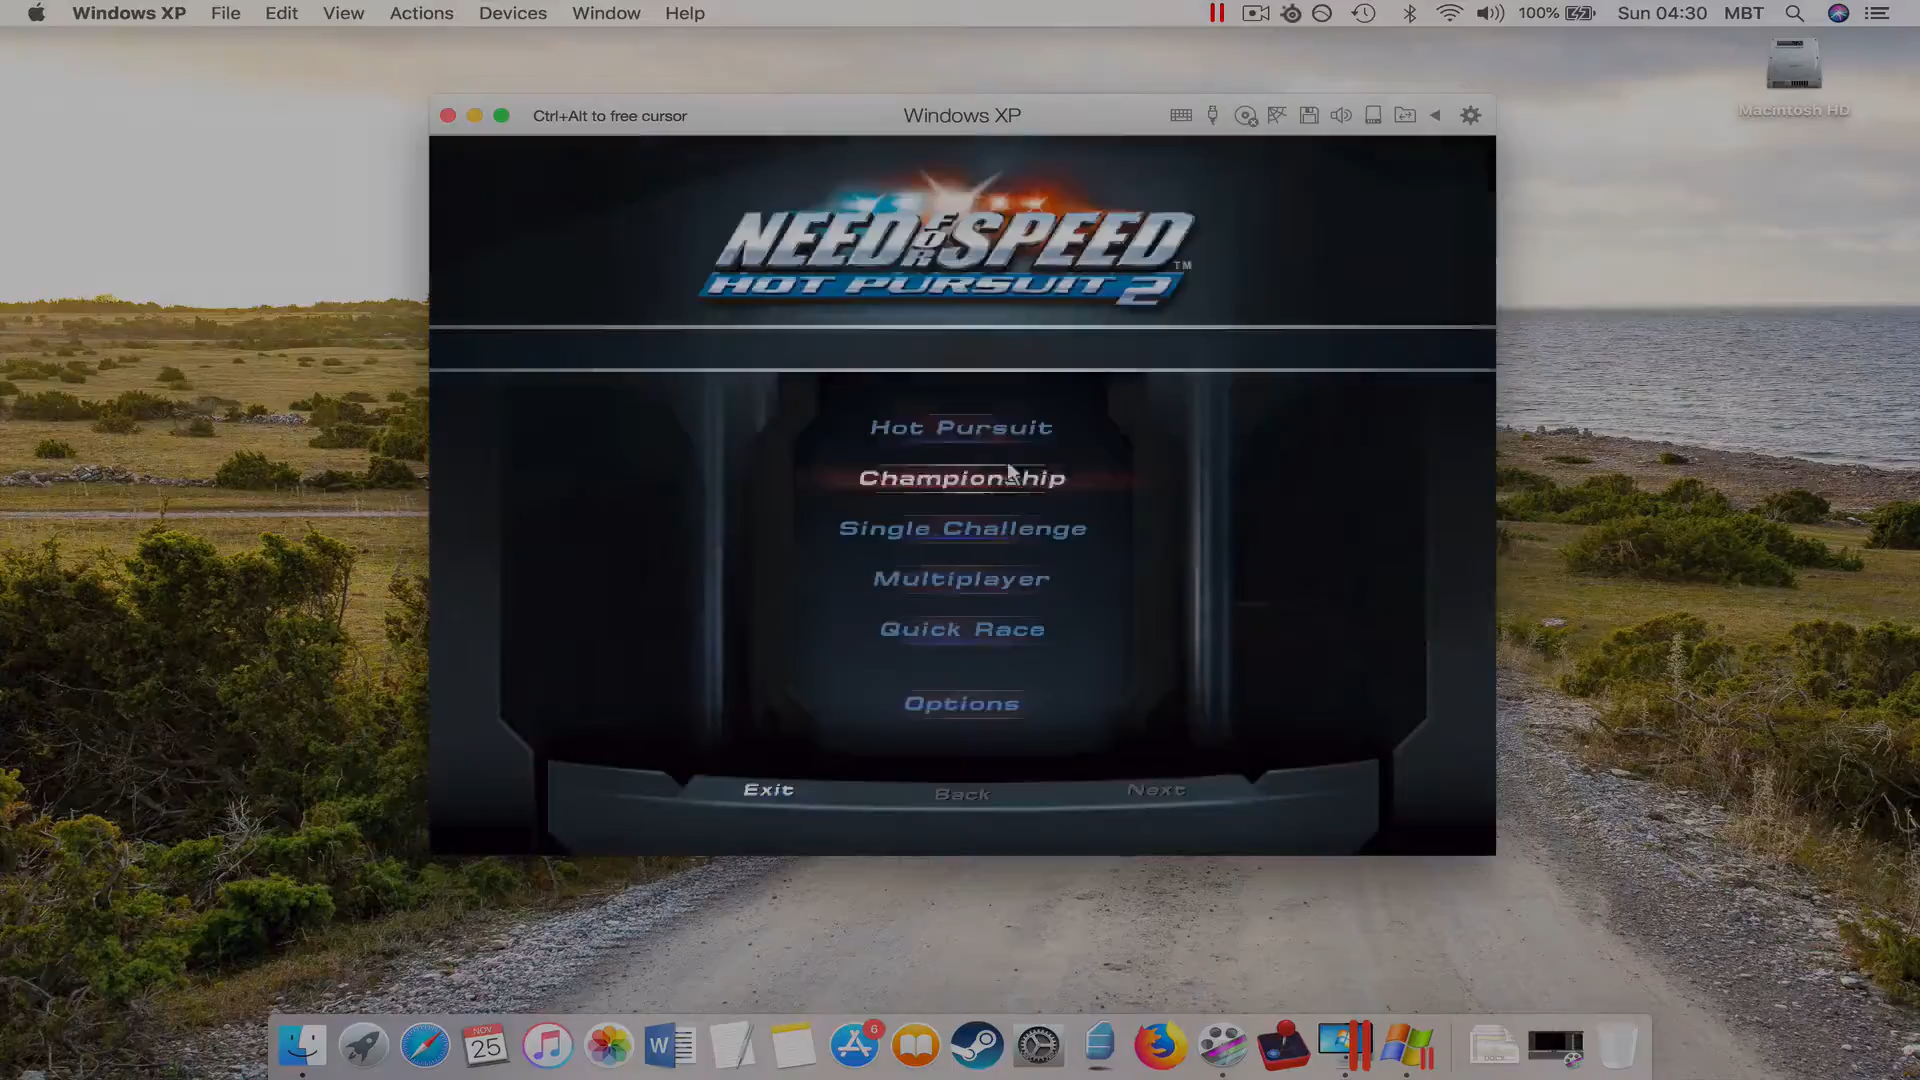 Windows XP File Edit View Actions Devices Window Help 100% Sun 04:30 MBT
Macintosh HD
Ctrl+Alt to free cursor Windows XP
NEED FOR SPEED TM
HOT PURSUIT 2
Hot Pursuit
Championship
Single Challenge
Multiplayer
Quick Race
Options
Exit Back Next
NOV
25
W
6
DOCX